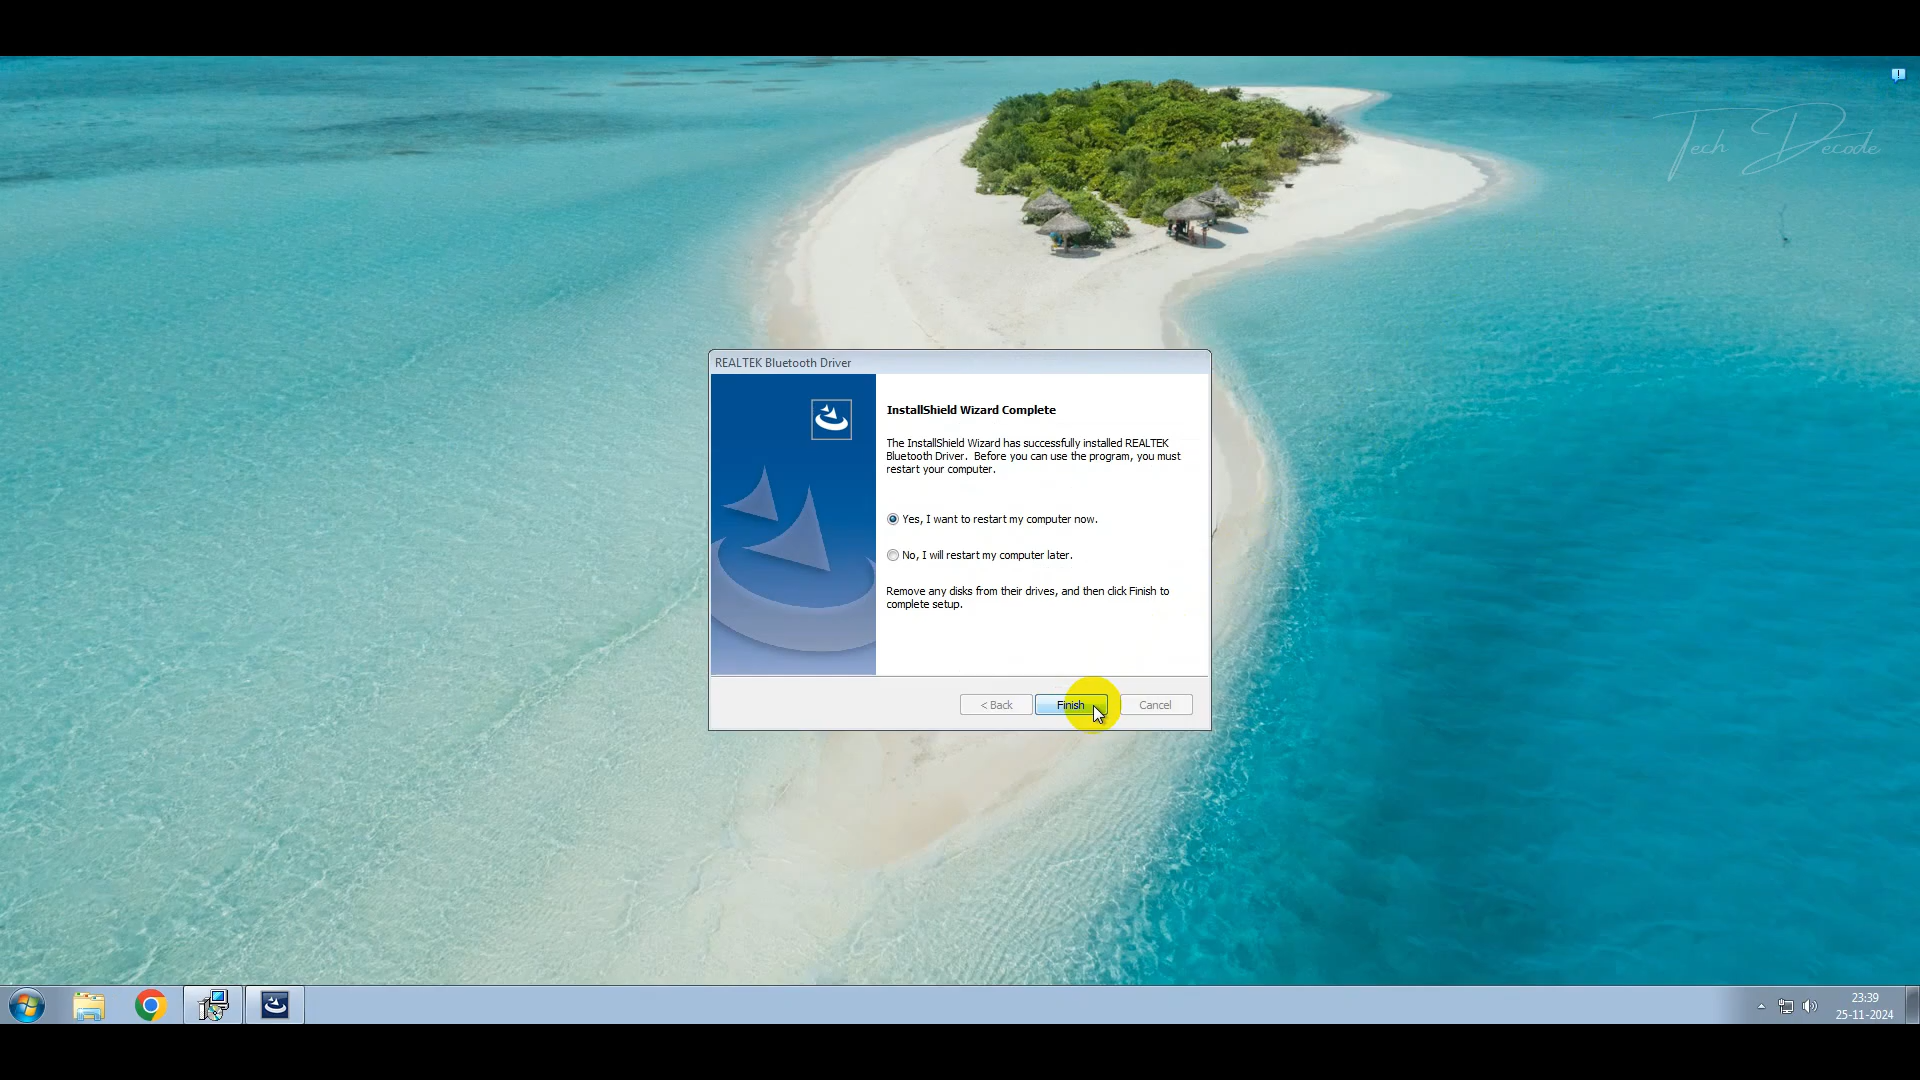 Tech Decode
REALTEK Bluetooth Driver
InstallShield Wizard Complete
The InstallShield Wizard has successfully installed REALTEK
Bluetooth Driver. Before you can use the program, you must
restart your computer.
Yes, I want to restart my computer now.
No, I will restart my computer later.
Remove any disks from their drives, and then click Finish to
complete setup.
< Back
Finish
Cancel
23:39
25-11-2024